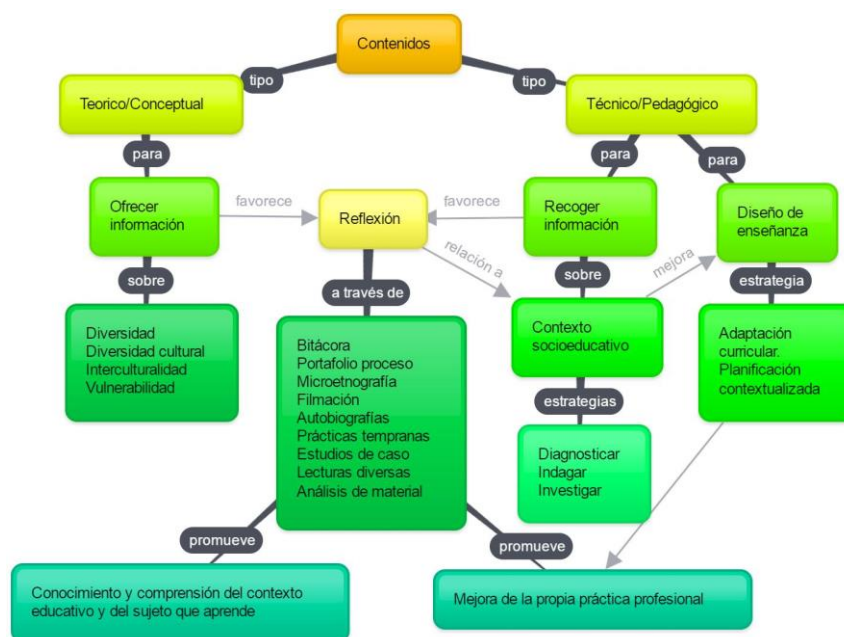 Contenidos
tipo
tipo
Teorico/Conceptual
Técnico/Pedagógico
para
para
para
Ofrecer
información
favorece
Reflexión
favorece
Recoger
información
Diseño de
enseñanza
relación a
mejora
sobre
a través de
sobre
estrategia
Diversidad
Diversidad cultural
Interculturalidad
Vulnerabilidad
Bitácora
Portafolio proceso
Microetnografía
Filmación
Autobiografías
Prácticas tempranas
Estudios de caso
Lecturas diversas
Análisis de material
Contexto
socioeducativo
Adaptación
curricular.
Planificación
contextualizada
estrategias
Diagnosticar
Indagar
Investigar
promueve
promueve
Conocimiento y comprensión del contexto
educativo y del sujeto que aprende
Mejora de la propia práctica profesional